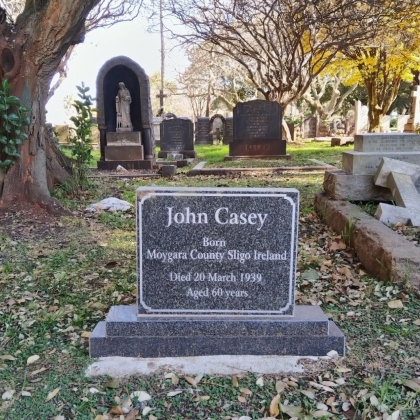 John Casey
Born
Moygara County Sligo Ireland
Died 20 March 1939
Aged 60 years